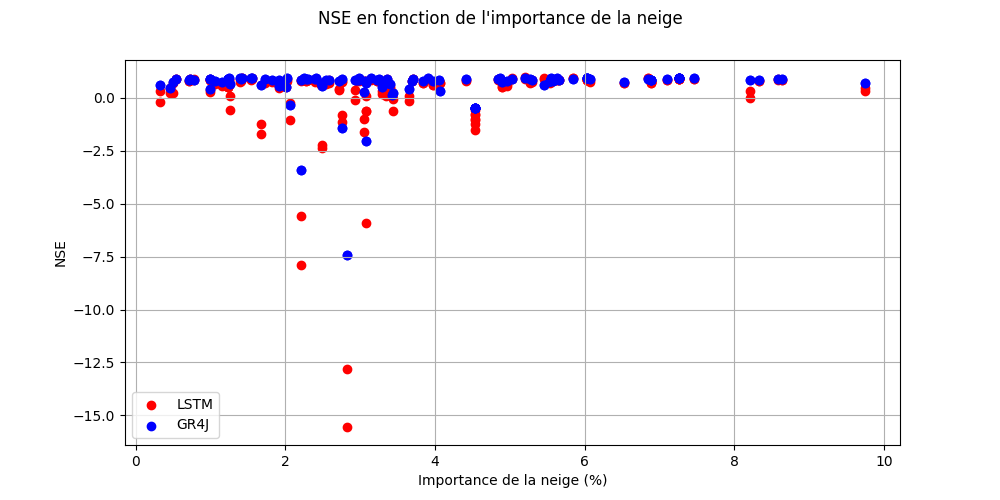 NSE en fonction de l'importance de la neige
NSE
0.0
−2.5
−5.0
−7.5
−10.0
−12.5
−15.0
LSTM
GR4J
0 2 4 6 8 10
Importance de la neige (%)